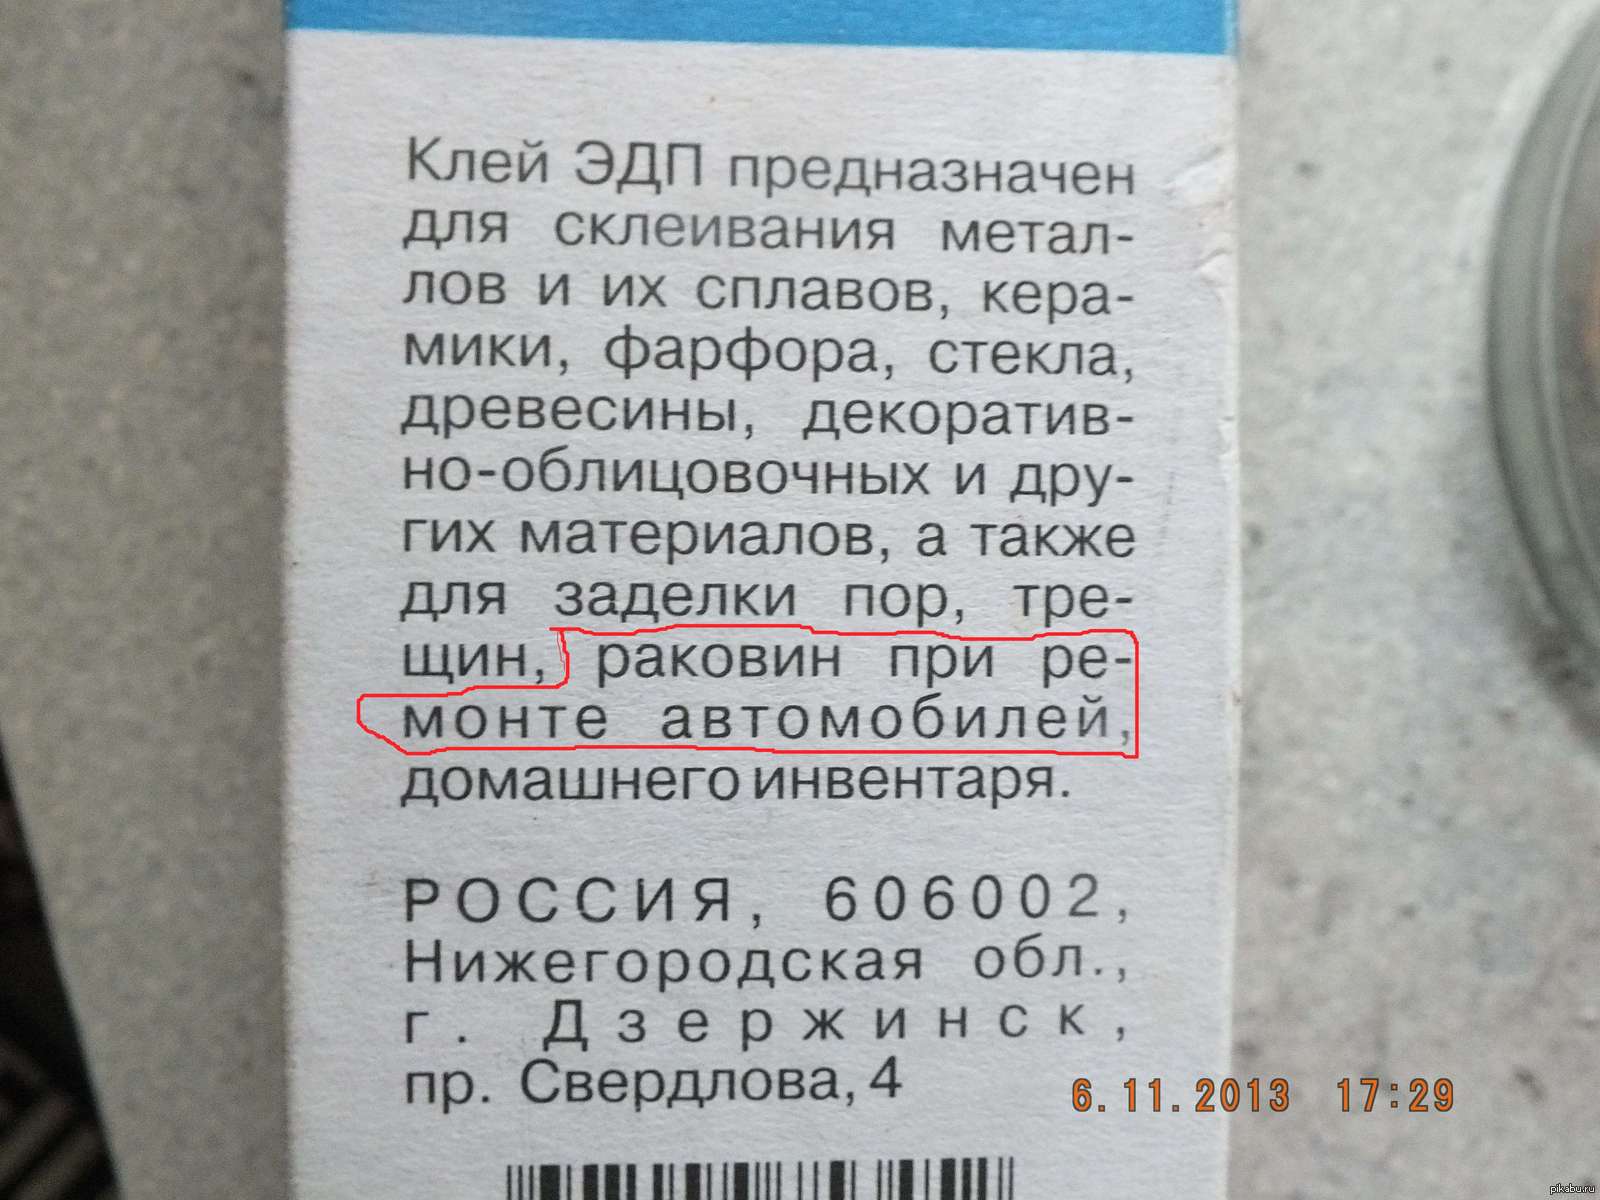 Клей ЭДП предназначен
для склеивания метал-
лов и их сплавов, кера-
мики, фарфора, стекла,
древесины, декоратив-
но-облицовочных и дру-
гих материалов, а также
для заделки пор, тре-
щин, раковин при ре-
монте автомобилей,
домашнего инвентаря.
РОССИЯ, 606002,
Нижегородская обл.,
г. Дзержинск,
пр. Свердлова, 4
6.11.2013 17:29
pikabu.ru